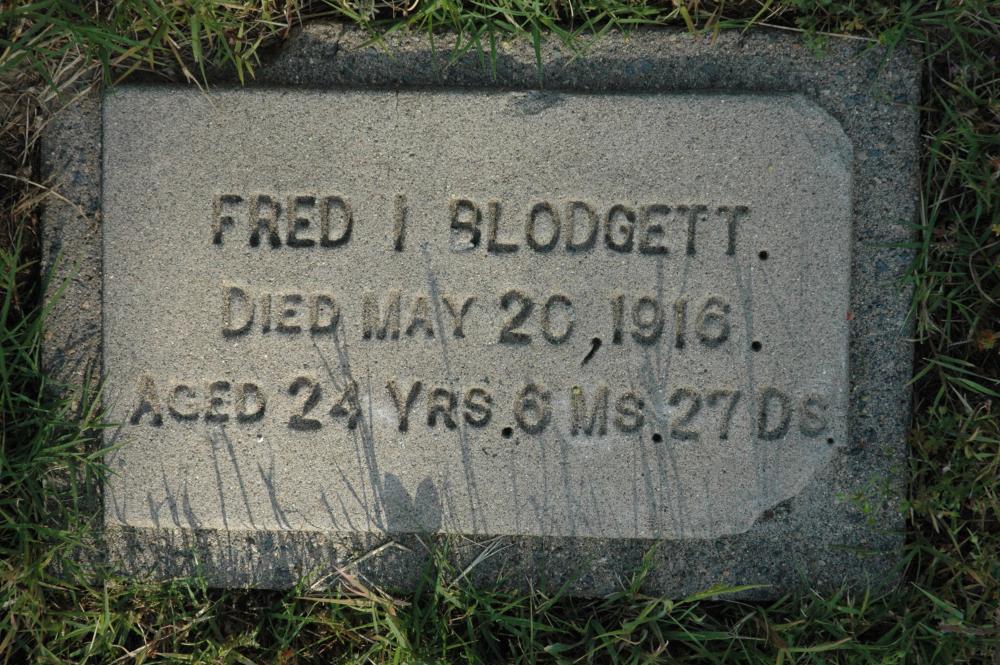 FRED I BLODGETT.
DIED MAY 20, 1916.
AGED 24 YRS. 6 MS. 27 DS.